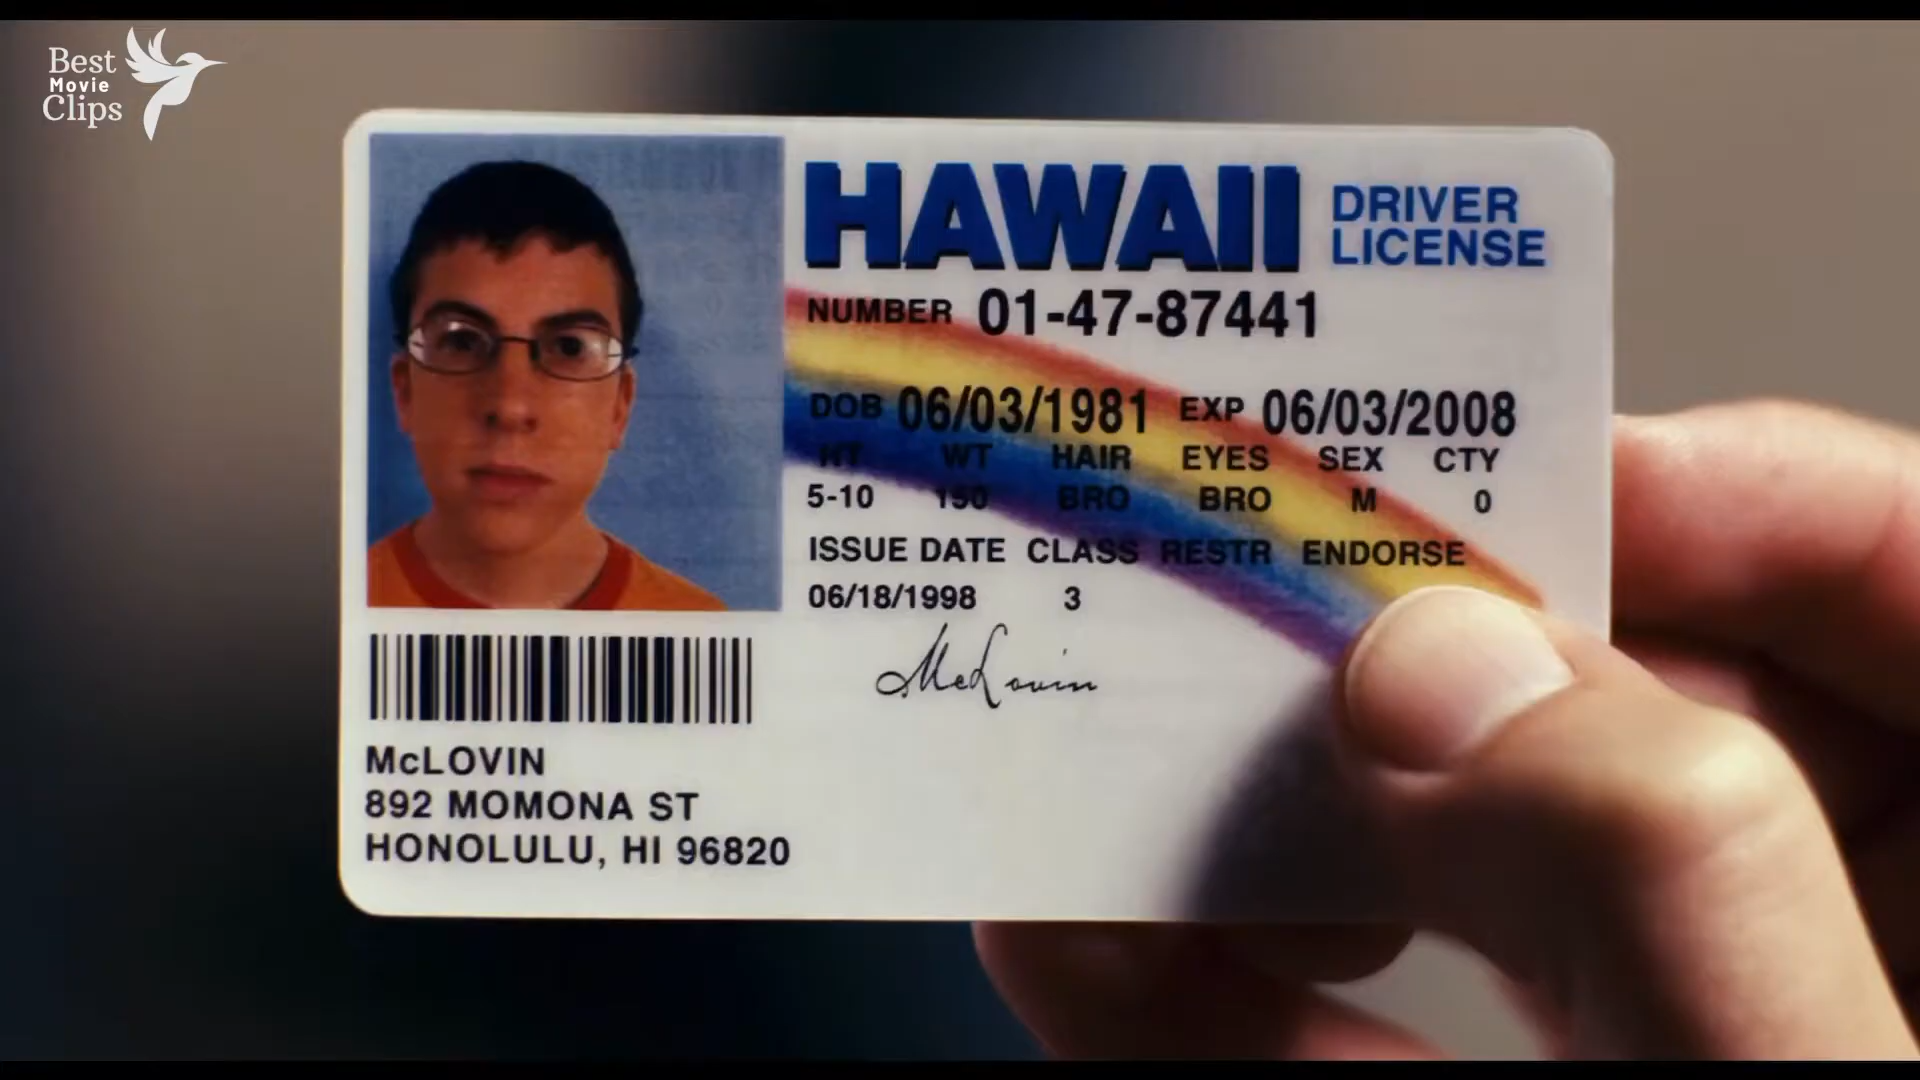 Best
Movie
Clips
HAWAII DRIVER
LICENSE
NUMBER 01-47-87441
DOB 06/03/1981 EXP 06/03/2008
HT WT HAIR EYES SEX CTY
5-10 150 BRO BRO M 0
ISSUE DATE CLASS RESTR ENDORSE
06/18/1998 3
McLovin
McLOVIN
892 MOMONA ST
HONOLULU, HI 96820